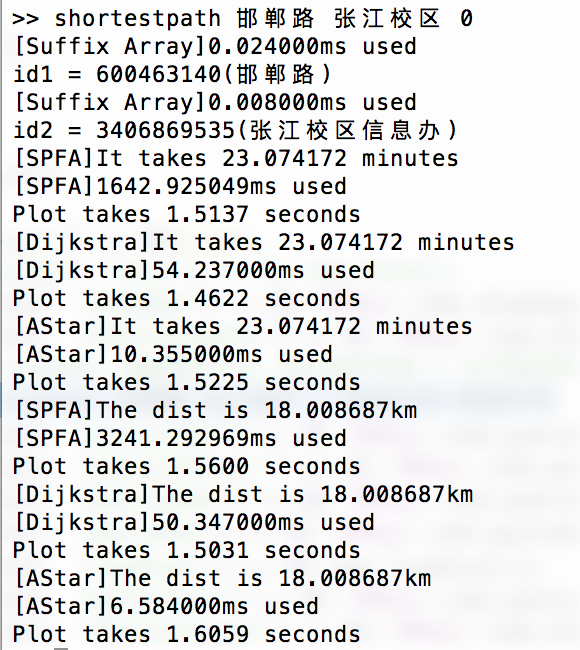 >> shortestpath 邯郸路 张江校区 0
[Suffix Array]0.024000ms used
id1 = 600463140(邯郸路)
[Suffix Array]0.008000ms used
id2 = 3406869535(张江校区信息办)
[SPFA]It takes 23.074172 minutes
[SPFA]1642.925049ms used
Plot takes 1.5137 seconds
[Dijkstra]It takes 23.074172 minutes
[Dijkstra]54.237000ms used
Plot takes 1.4622 seconds
[AStar]It takes 23.074172 minutes
[AStar]10.355000ms used
Plot takes 1.5225 seconds
[SPFA]The dist is 18.008687km
[SPFA]3241.292969ms used
Plot takes 1.5600 seconds
[Dijkstra]The dist is 18.008687km
[Dijkstra]50.347000ms used
Plot takes 1.5031 seconds
[AStar]The dist is 18.008687km
[AStar]6.584000ms used
Plot takes 1.6059 seconds